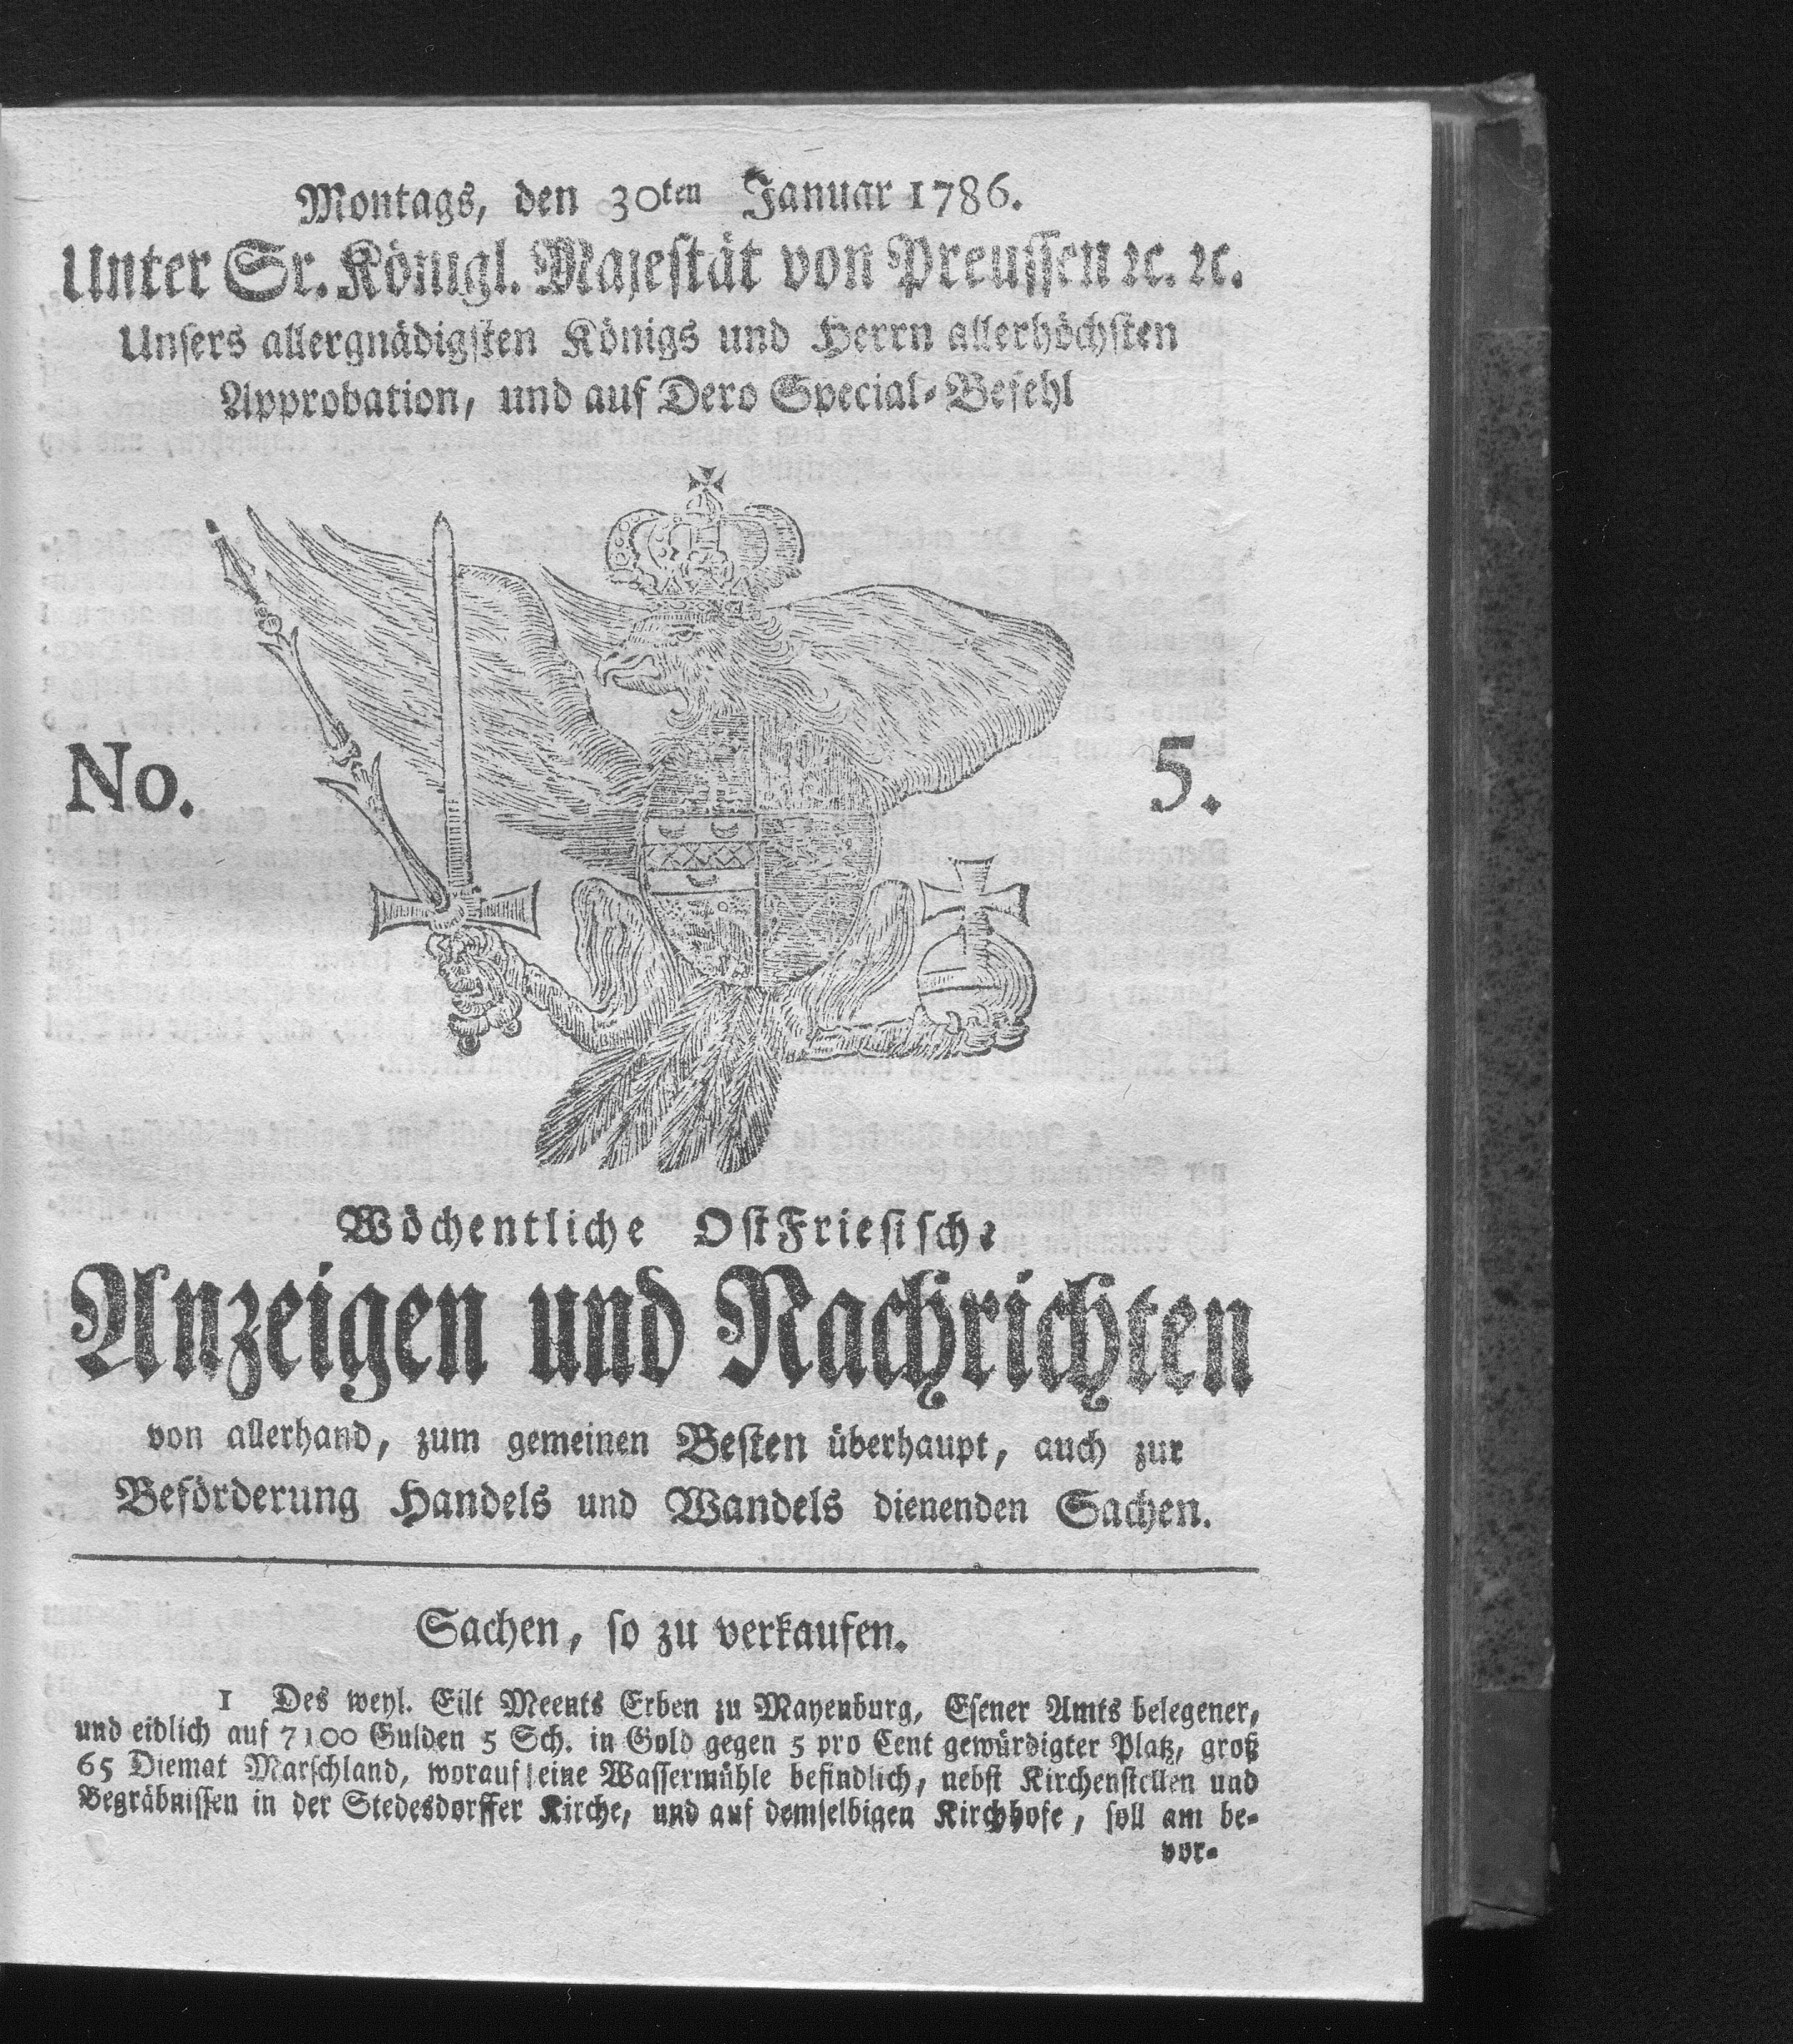 Montags, den 30ten Januar 1786.
Unter Sr. Königl. Majestät von Preussen ꝛc. ꝛc.
Unsers allergnädigsten Königs und Herrn allerhöchsten
Approbation, und auf Dero Special-Befehl
No. 5.
Wöchentliche OstFriesische
Anzeigen und Nachrichten
von allerhand, zum gemeinen Besten überhaupt, auch zur
Beförderung Handels und Wandels dienenden Sachen.
Sachen, so zu verkaufen.
1 Des weyl. Eilt Meents Erben zu Mayenburg, Esener Amts belegener,
und eidlich auf 7100 Gulden 5 Sch. in Gold gegen 5 pro Cent gewürdigter Platz, groß
65 Diemat Marschland, worauf eine Wassermühle befindlich, nebst Kirchenstellen und
Begräbnissen in der Stedesdorffer Kirche, und auf demselbigen Kirchhofe, soll am be-
vor-